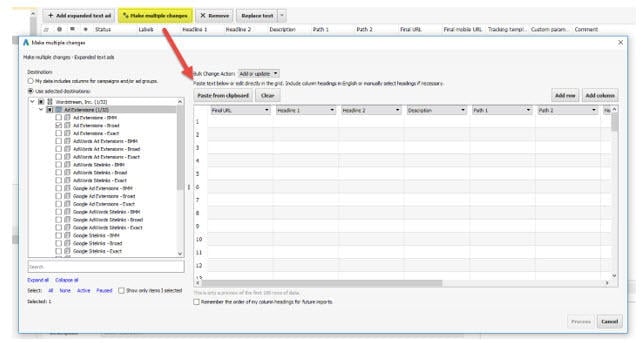 + Add expanded text ad
Make multiple changes
X Remove
Replace text
Status Labels Headline 1 Headline 2 Description Path 1 Path 2 Final URL Final mobile URL Tracking templ... Custom param... Comment
Make multiple changes
Make multiple changes - Expanded text ads
Destination
My data includes columns for campaigns and/or ad groups.
Use selected destinations:
Wordstream, Inc. (1/32)
Ad Extensions (1/32)
Ad Extensions - BMM
Ad Extensions - Broad
Ad Extensions - Exact
AdWords Ad Extensions - BMM
AdWords Ad Extensions - Broad
AdWords Ad Extensions - Exact
AdWords Sitelinks - BMM
AdWords Sitelinks - Broad
AdWords Sitelinks - Exact
Google Ad Extensions - BMM
Google Ad Extensions - Broad
Google Ad Extensions - Exact
Google AdWords Sitelinks - BMM
Google AdWords Sitelinks - Broad
Google AdWords Sitelinks - Exact
Google Sitelinks - BMM
Google Sitelinks - Broad
Google Sitelinks - Exact
Search
Expand all Collapse all
Select: All None Active Paused Show only items I selected
Selected: 1
Bulk Change Action: Add or update
Paste text below or edit directly in the grid. Include column headings in English or manually select headings if necessary.
Paste from clipboard Clear Add row Add column
Final URL Headline 1 Headline 2 Description Path 1 Path 2
1
2
3
4
5
6
7
8
9
10
11
12
13
This is only a preview of the first 100 rows of data.
Remember the order of my column headings for future imports.
Process Cancel